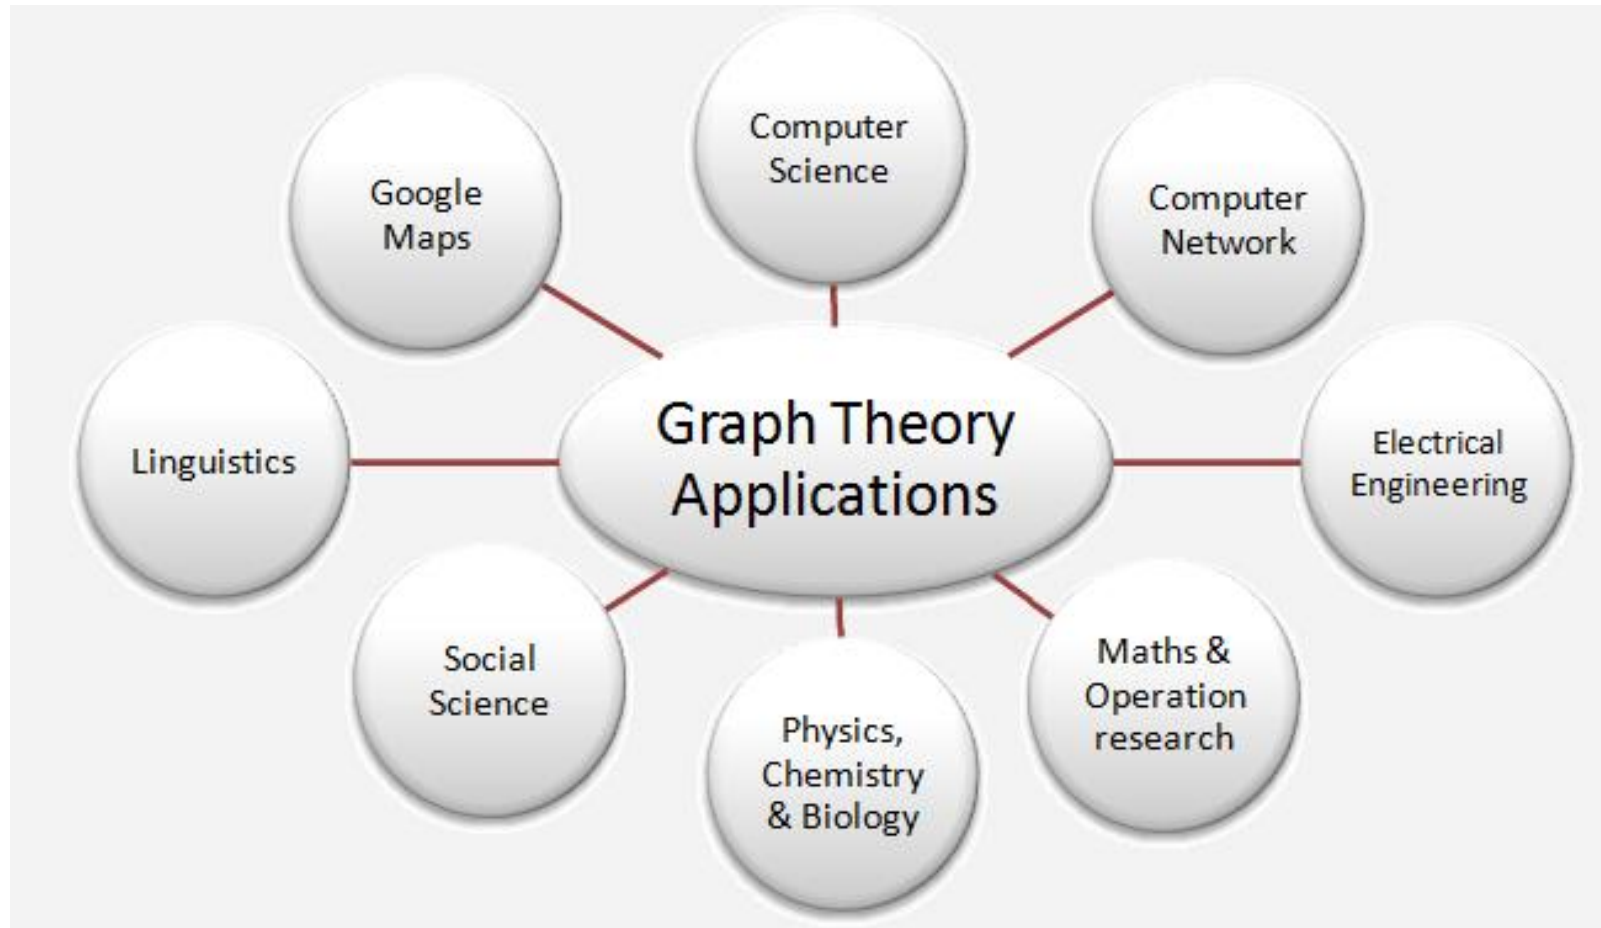 Computer
Science
Google
Maps
Computer
Network
Graph Theory
Applications
Linguistics
Electrical
Engineering
Social
Science
Maths &
Operation
research
Physics,
Chemistry
& Biology